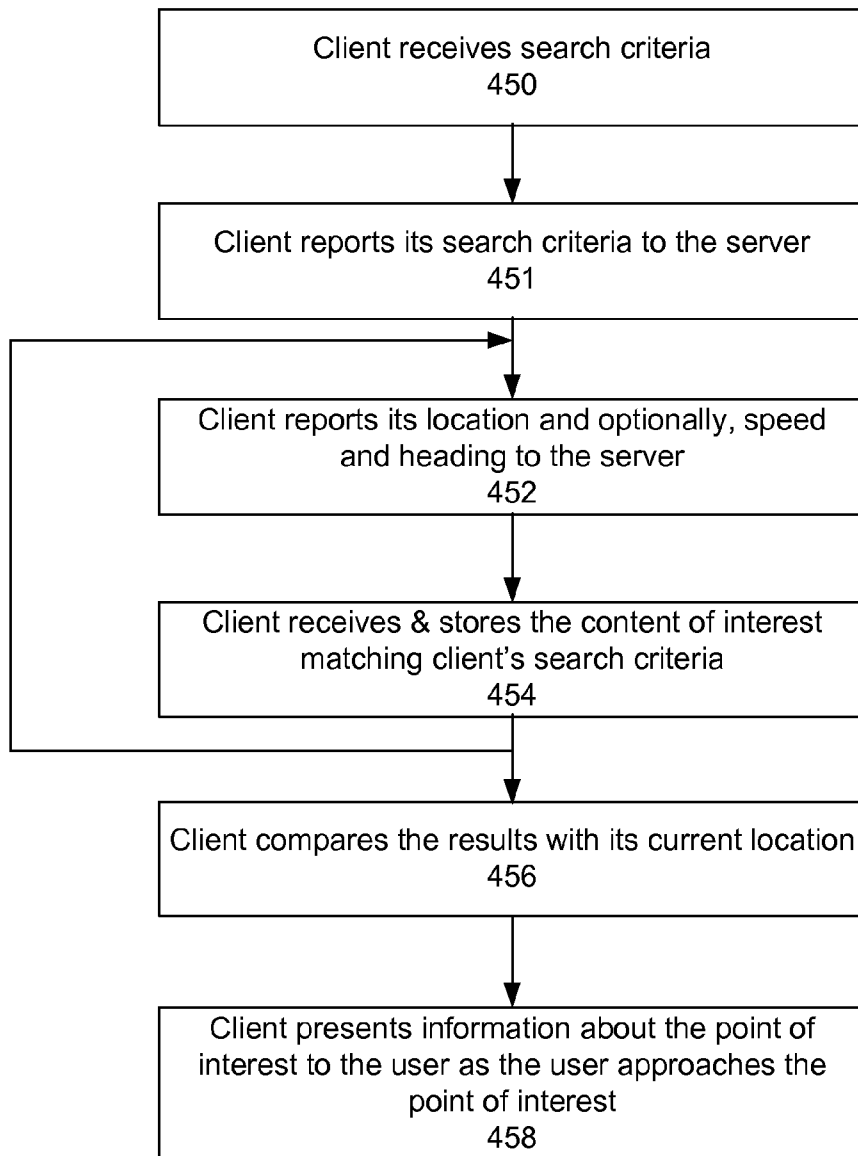 Client receives search criteria
450
Client reports its search criteria to the server
451
Client reports its location and optionally, speed
and heading to the server
452
Client receives & stores the content of interest
matching client's search criteria
454
Client compares the results with its current location
456
Client presents information about the point of
interest to the user as the user approaches the
point of interest
458